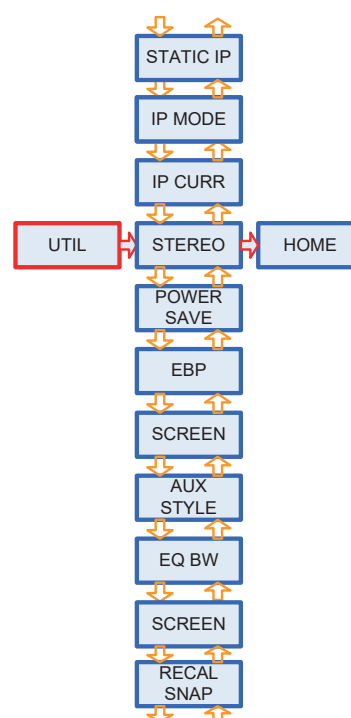 STATIC IP
IP MODE
IP CURR
UTIL
STEREO
HOME
POWER
SAVE
EBP
SCREEN
AUX
STYLE
EQ BW
SCREEN
RECAL
SNAP